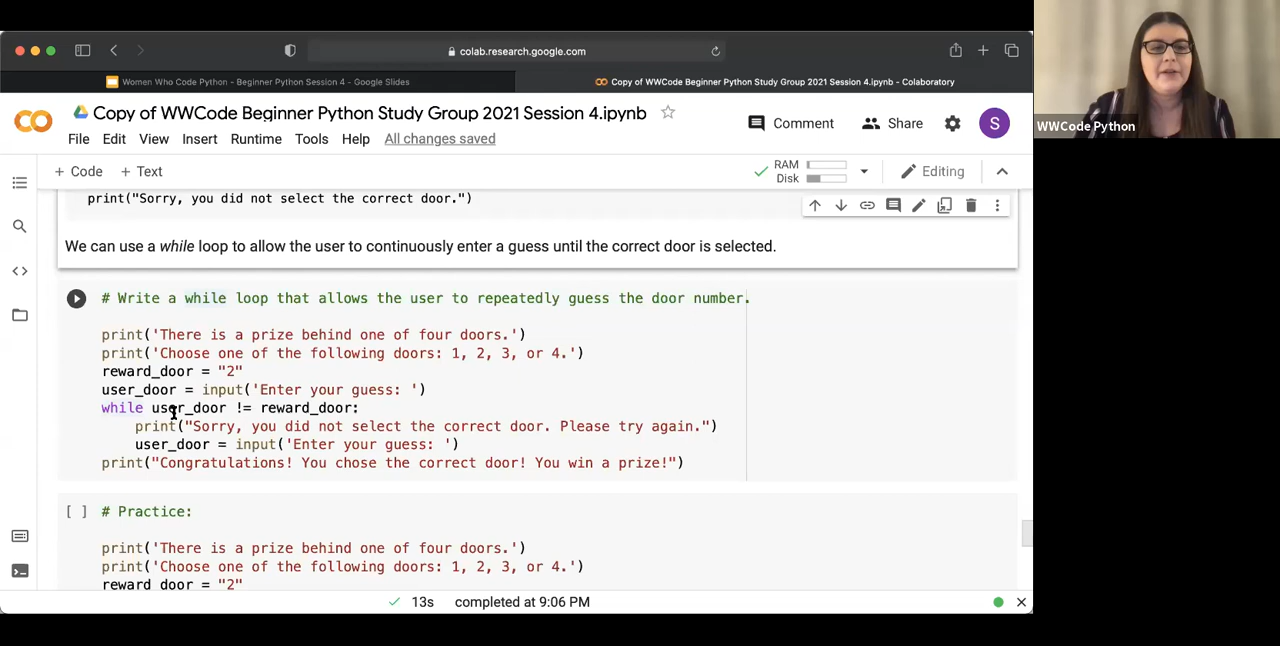 colab.research.google.com
Women Who Code Python - Beginner Python Session 4 - Google Slides
Copy of WWCode Beginner Python Study Group 2021 Session 4.ipynb - Colaboratory
WWCode Python
Copy of WWCode Beginner Python Study Group 2021 Session 4.ipynb
Comment
Share
S
File Edit View Insert Runtime Tools Help All changes saved
+ Code + Text
RAM
Disk
Editing
print("Sorry, you did not select the correct door.")
We can use a while loop to allow the user to continuously enter a guess until the correct door is selected.
# Write a while loop that allows the user to repeatedly guess the door number.
print('There is a prize behind one of four doors.')
print('Choose one of the following doors: 1, 2, 3, or 4.')
reward_door = "2"
user_door = input('Enter your guess: ')
while user_door != reward_door:
print("Sorry, you did not select the correct door. Please try again.")
user_door = input('Enter your guess: ')
print("Congratulations! You chose the correct door! You win a prize!")
[ ] # Practice:
print('There is a prize behind one of four doors.')
print('Choose one of the following doors: 1, 2, 3, or 4.')
reward_door = "2"
13s completed at 9:06 PM